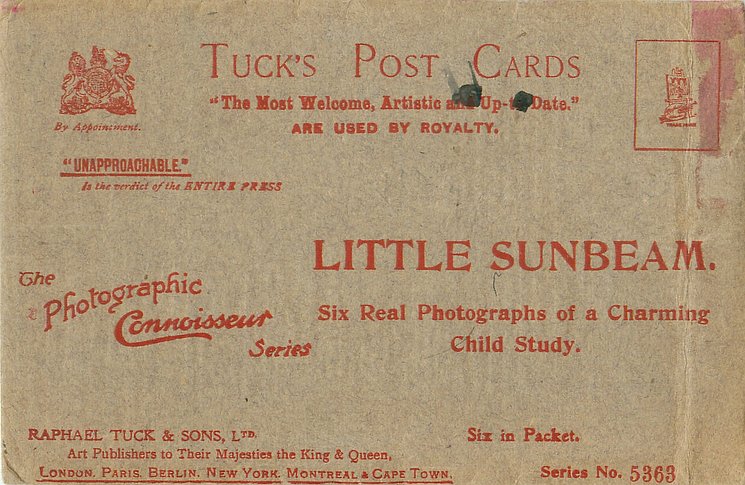 TUCK'S POST CARDS
"The Most Welcome, Artistic and Up-to-Date."
ARE USED BY ROYALTY.
By Appointment.
TRADE MARK
"UNAPPROACHABLE."
Is the verdict of the ENTIRE PRESS
LITTLE SUNBEAM.
The
Photographic
Connoisseur
Series
Six Real Photographs of a Charming
Child Study.
RAPHAEL TUCK & SONS, LTD.
Art Publishers to Their Majesties the King & Queen,
LONDON. PARIS. BERLIN. NEW YORK. MONTREAL & CAPE TOWN.
Six in Packet.
Series No. 5363